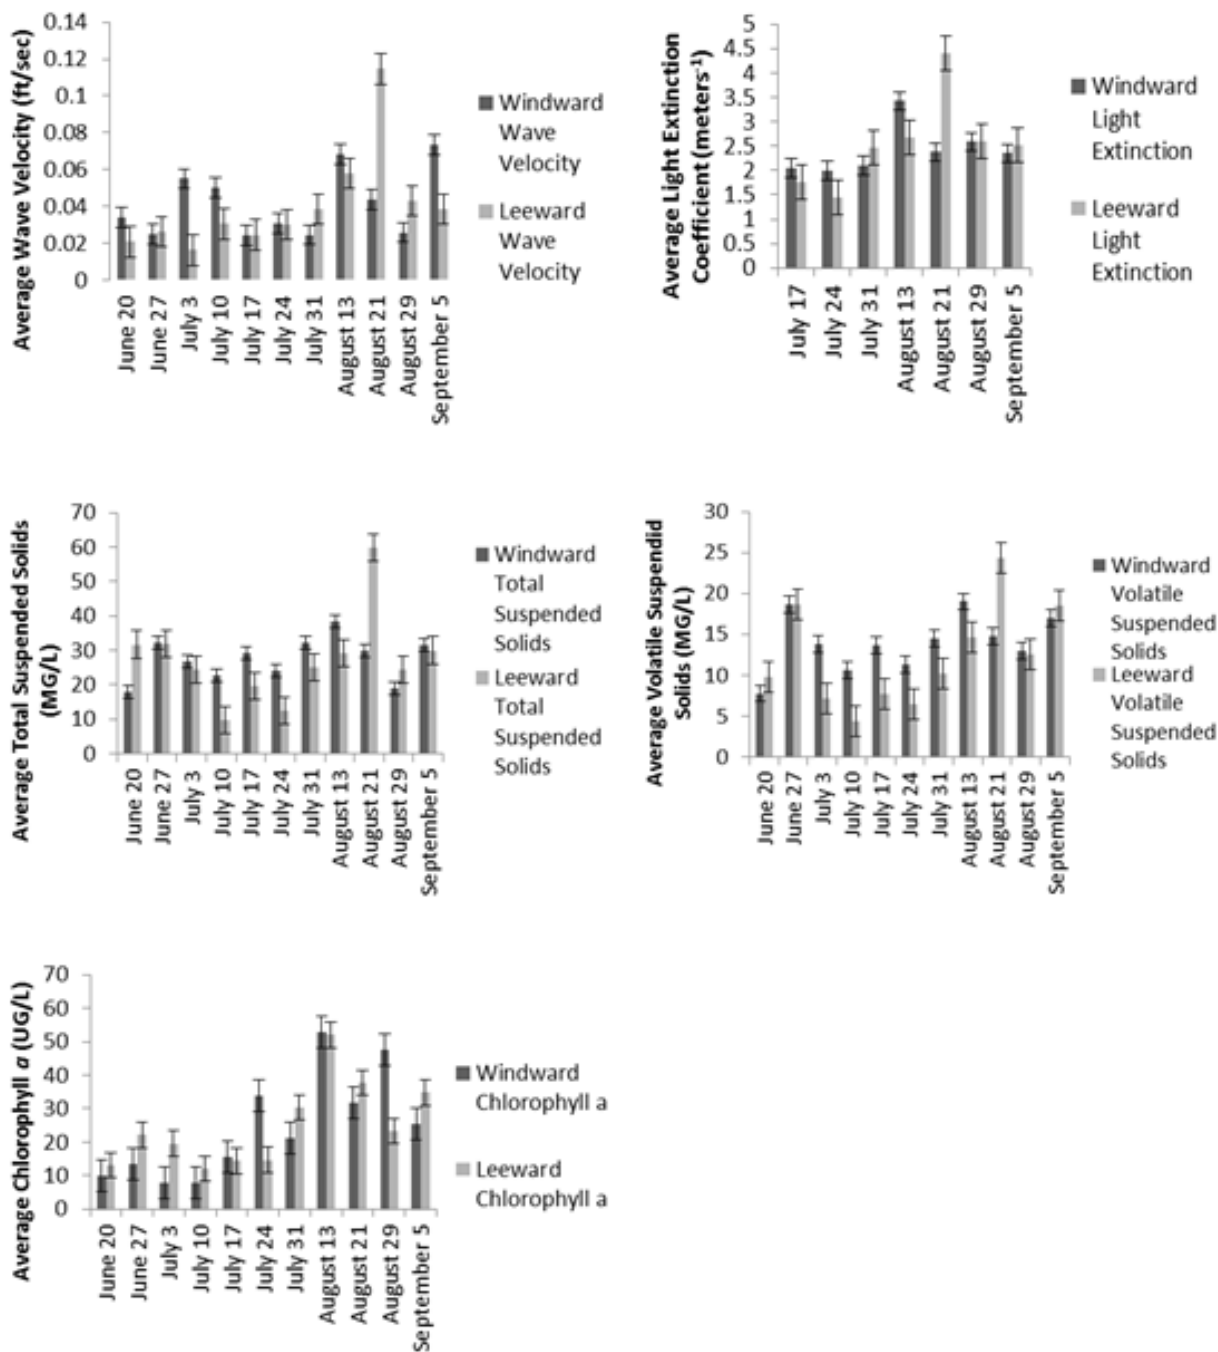 Average Wave Velocity (ft/sec)
0.14
0.12
0.1
0.08
0.06
0.04
0.02
0
June 20
June 27
July 3
July 10
July 17
July 24
July 31
August 13
August 21
August 29
September 5
Windward
Wave
Velocity
Leeward
Wave
Velocity
Average Light Extinction
Coefficient (meters⁻¹)
5
4.5
4
3.5
3
2.5
2
1.5
1
0.5
0
July 17
July 24
July 31
August 13
August 21
August 29
September 5
Windward
Light
Extinction
Leeward
Light
Extinction
Average Total Suspended Solids
(MG/L)
70
60
50
40
30
20
10
0
June 20
June 27
July 3
July 10
July 17
July 24
July 31
August 13
August 21
August 29
September 5
Windward
Total
Suspended
Solids
Leeward
Total
Suspended
Solids
Average Volatile Suspendid
Solids (MG/L)
30
25
20
15
10
5
0
June 20
June 27
July 3
July 10
July 17
July 24
July 31
August 13
August 21
August 29
September 5
Windward
Volatile
Suspended
Solids
Leeward
Volatile
Suspended
Solids
Average Chlorophyll a (UG/L)
70
60
50
40
30
20
10
0
June 20
June 27
July 3
July 10
July 17
July 24
July 31
August 13
August 21
August 29
September 5
Windward
Chlorophyll a
Leeward
Chlorophyll a